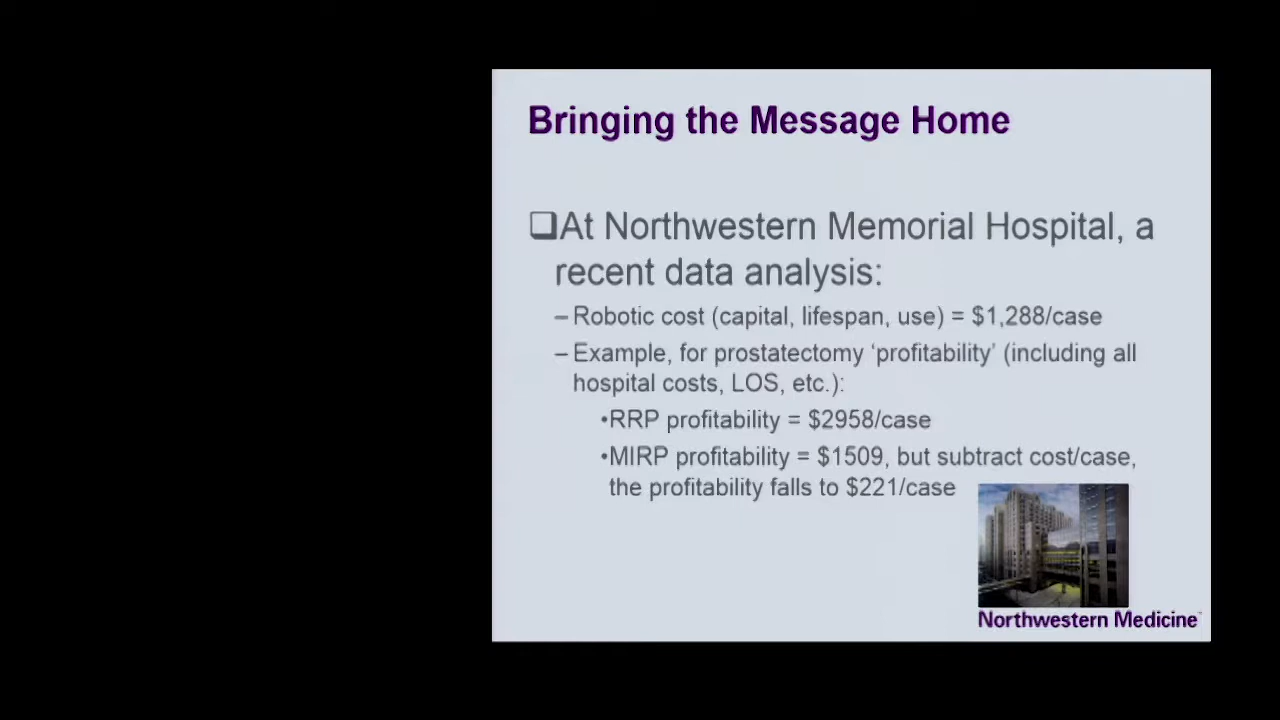 Bringing the Message Home
❑At Northwestern Memorial Hospital, a
recent data analysis:
– Robotic cost (capital, lifespan, use) = $1,288/case
– Example, for prostatectomy ‘profitability’ (including all
hospital costs, LOS, etc.):
•RRP profitability = $2958/case
•MIRP profitability = $1509, but subtract cost/case,
the profitability falls to $221/case
Northwestern Medicine™